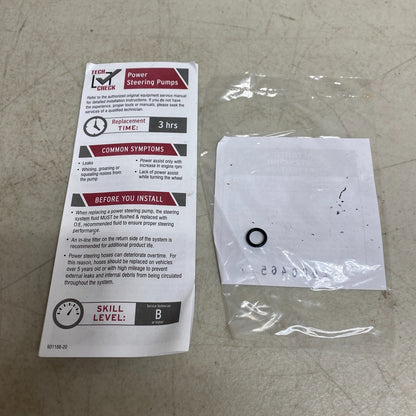 TECH
CHECK
Power
Steering Pumps
Refer to the authorized original equipment service manual
for detailed installation instructions. If you do not have
the experience, proper tools or manuals, please seek the
services of a qualified technician.
Replacement
TIME:
3 hrs
COMMON SYMPTOMS
• Leaks
• Whining, groaning or
squealing noises from
the pump
• Power assist only with
increase in engine rpm
• Lack of power assist
while turning the wheel
BEFORE YOU INSTALL
• When replacing a power steering pump, the steering
system fluid MUST be flushed & replaced with
O.E. recommended fluid to ensure proper steering
performance.
• An in-line filter on the return side of the system is
recommended for additional product life.
• Power steering hoses can deteriorate overtime. For
this reason, hoses should be replaced on vehicles
over 5 years old or with high mileage to prevent
external leaks and internal debris from being circulated
throughout the system.
SKILL
LEVEL:
Service Technician
B
or higher